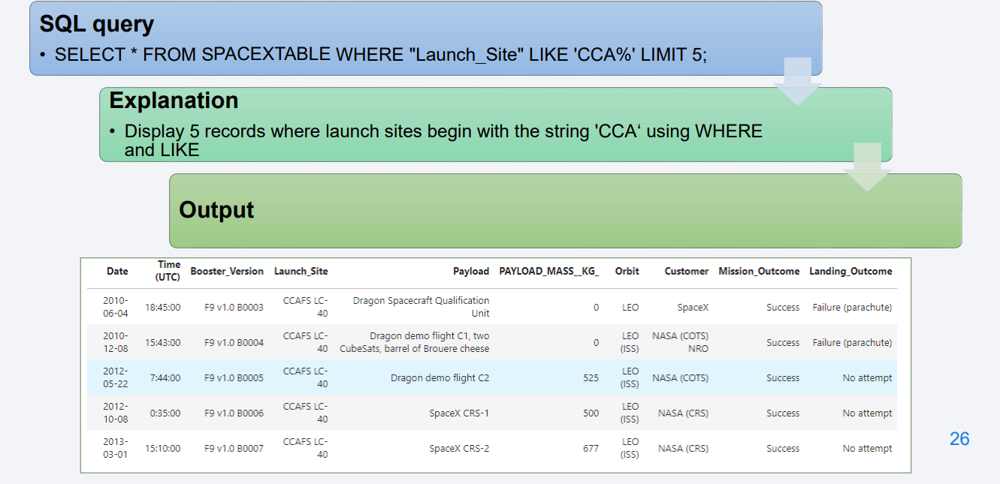 SQL query
• SELECT * FROM SPACEXTABLE WHERE "Launch_Site" LIKE 'CCA%' LIMIT 5;
Explanation
• Display 5 records where launch sites begin with the string 'CCA‘ using WHERE
and LIKE
Output
Date Time (UTC) Booster_Version Launch_Site Payload PAYLOAD_MASS__KG_ Orbit Customer Mission_Outcome Landing_Outcome
2010-06-04 18:45:00 F9 v1.0 B0003 CCAFS LC-40 Dragon Spacecraft Qualification Unit 0 LEO SpaceX Success Failure (parachute)
2010-12-08 15:43:00 F9 v1.0 B0004 CCAFS LC-40 Dragon demo flight C1, two CubeSats, barrel of Brouere cheese 0 LEO (ISS) NASA (COTS) NRO Success Failure (parachute)
2012-05-22 7:44:00 F9 v1.0 B0005 CCAFS LC-40 Dragon demo flight C2 525 LEO (ISS) NASA (COTS) Success No attempt
2012-10-08 0:35:00 F9 v1.0 B0006 CCAFS LC-40 SpaceX CRS-1 500 LEO (ISS) NASA (CRS) Success No attempt
2013-03-01 15:10:00 F9 v1.0 B0007 CCAFS LC-40 SpaceX CRS-2 677 LEO (ISS) NASA (CRS) Success No attempt
26